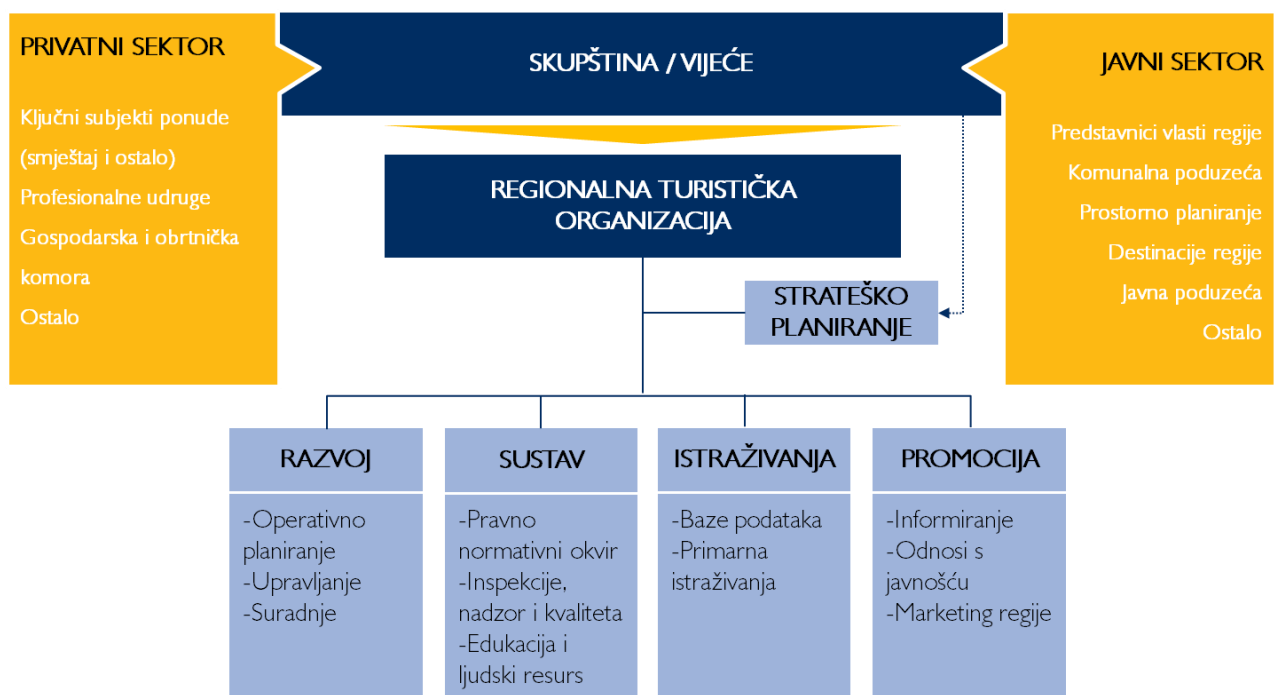 PRIVATNI SEKTOR
Ključni subjekti ponude
(smještaj i ostalo)
Profesionalne udruge
Gospodarska i obrtnička
komora
Ostalo
SKUPŠTINA / VIJEĆE
JAVNI SEKTOR
Predstavnici vlasti regije
Komunalna poduzeća
Prostorno planiranje
Destinacije regije
Javna poduzeća
Ostalo
REGIONALNA TURISTIČKA
ORGANIZACIJA
STRATEŠKO
PLANIRANJE
RAZVOJ
-Operativno
planiranje
-Upravljanje
-Suradnje
SUSTAV
-Pravno
normativni okvir
-Inspekcije,
nadzor i kvaliteta
-Edukacija i
ljudski resurs
ISTRAŽIVANJA
-Baze podataka
-Primarna
istraživanja
PROMOCIJA
-Informiranje
-Odnosi s
javnošću
-Marketing regije